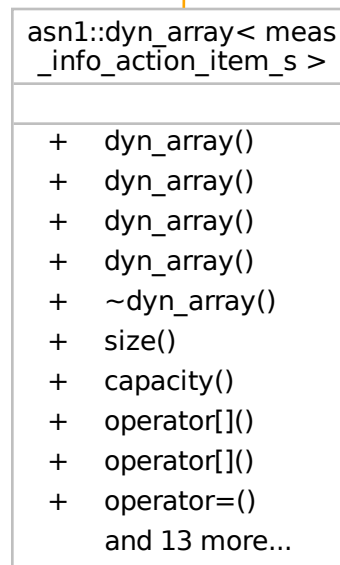 asn1::dyn_array< meas
_info_action_item_s >
+ dyn_array()
+ dyn_array()
+ dyn_array()
+ dyn_array()
+ ~dyn_array()
+ size()
+ capacity()
+ operator[]()
+ operator[]()
+ operator=()
and 13 more...